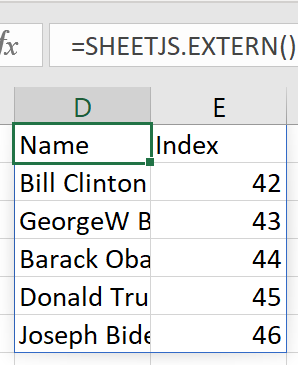 fx =SHEETJS.EXTERN()
D E
Name Index
Bill Clinton 42
GeorgeW B 43
Barack Oba 44
Donald Tru 45
Joseph Bide 46